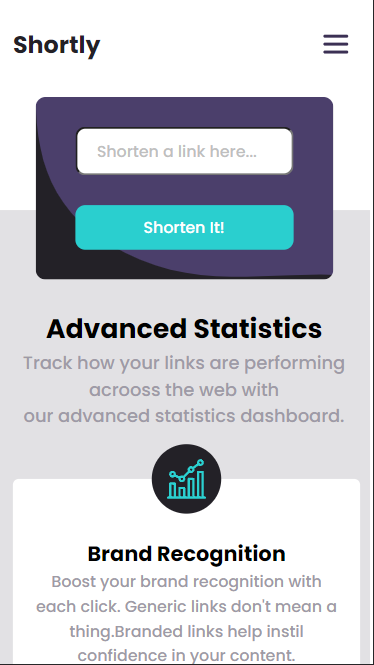 Shortly
Shorten a link here...
Shorten It!
Advanced Statistics
Track how your links are performing
acrooss the web with
our advanced statistics dashboard.
Brand Recognition
Boost your brand recognition with
each click. Generic links don't mean a
thing.Branded links help instil
confidence in your content.